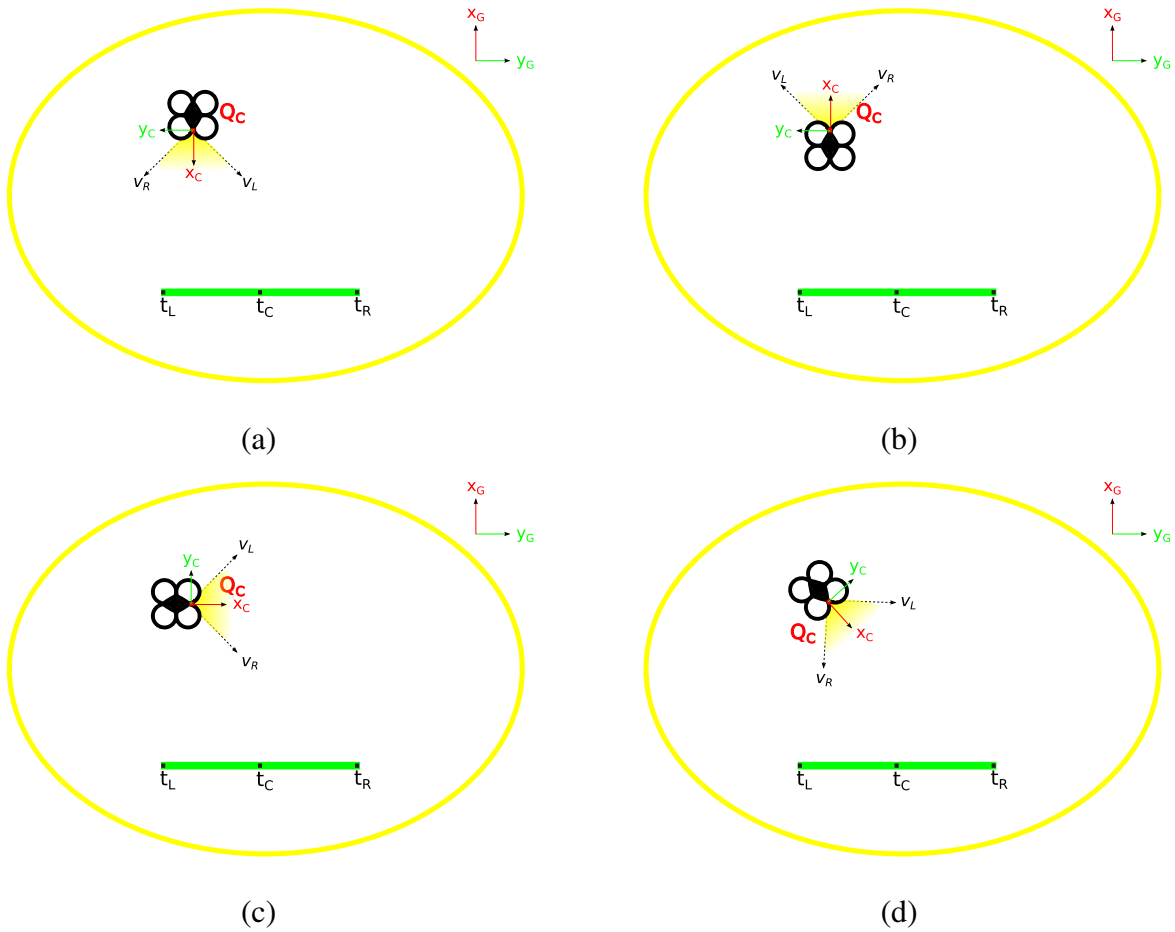 x_G
y_G
Q_C
y_C
x_C
v_R
v_L
t_L
t_C
t_R
(a)
x_G
y_G
v_L
v_R
x_C
Q_C
y_C
t_L
t_C
t_R
(b)
x_G
y_G
v_L
y_C
Q_C
x_C
v_R
t_L
t_C
t_R
(c)
x_G
y_G
y_C
v_L
Q_C
x_C
v_R
t_L
t_C
t_R
(d)